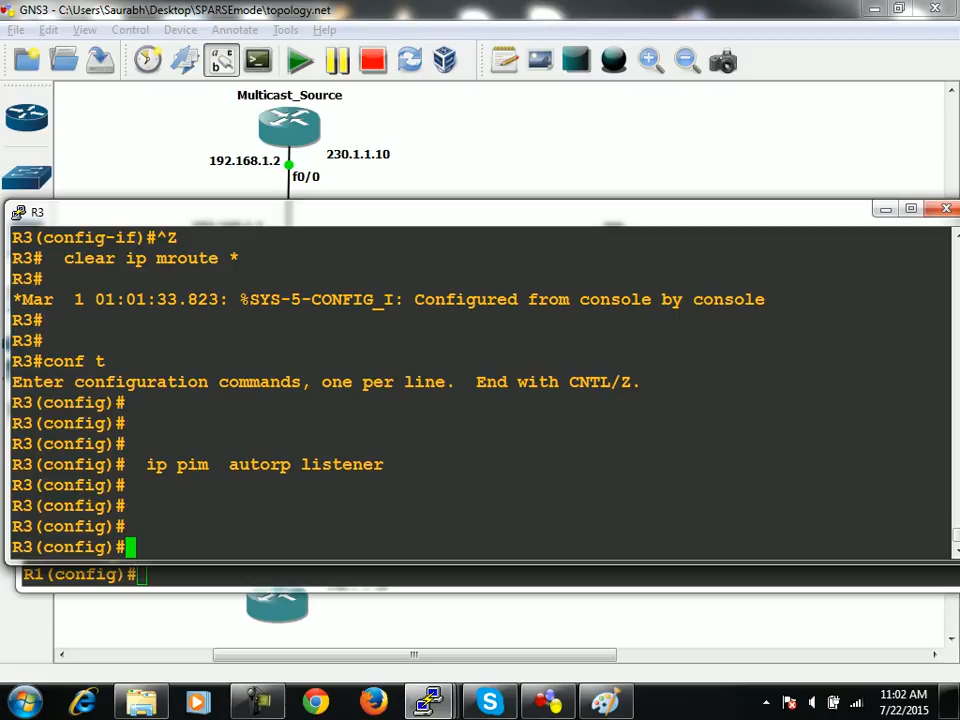 GNS3 - C:\Users\Saurabh\Desktop\SPARSEmode\topology.net
File Edit View Control Device Annotate Tools Help
Multicast_Source
192.168.1.2
230.1.1.10
f0/0
R3
R3(config-if)#^Z
R3#  clear ip mroute *
R3#
*Mar  1 01:01:33.823: %SYS-5-CONFIG_I: Configured from console by console
R3#
R3#
R3#conf t
Enter configuration commands, one per line.  End with CNTL/Z.
R3(config)#
R3(config)#
R3(config)#
R3(config)#  ip pim  autorp listener
R3(config)#
R3(config)#
R3(config)#
R3(config)#
R1(config)#
11:02 AM
7/22/2015